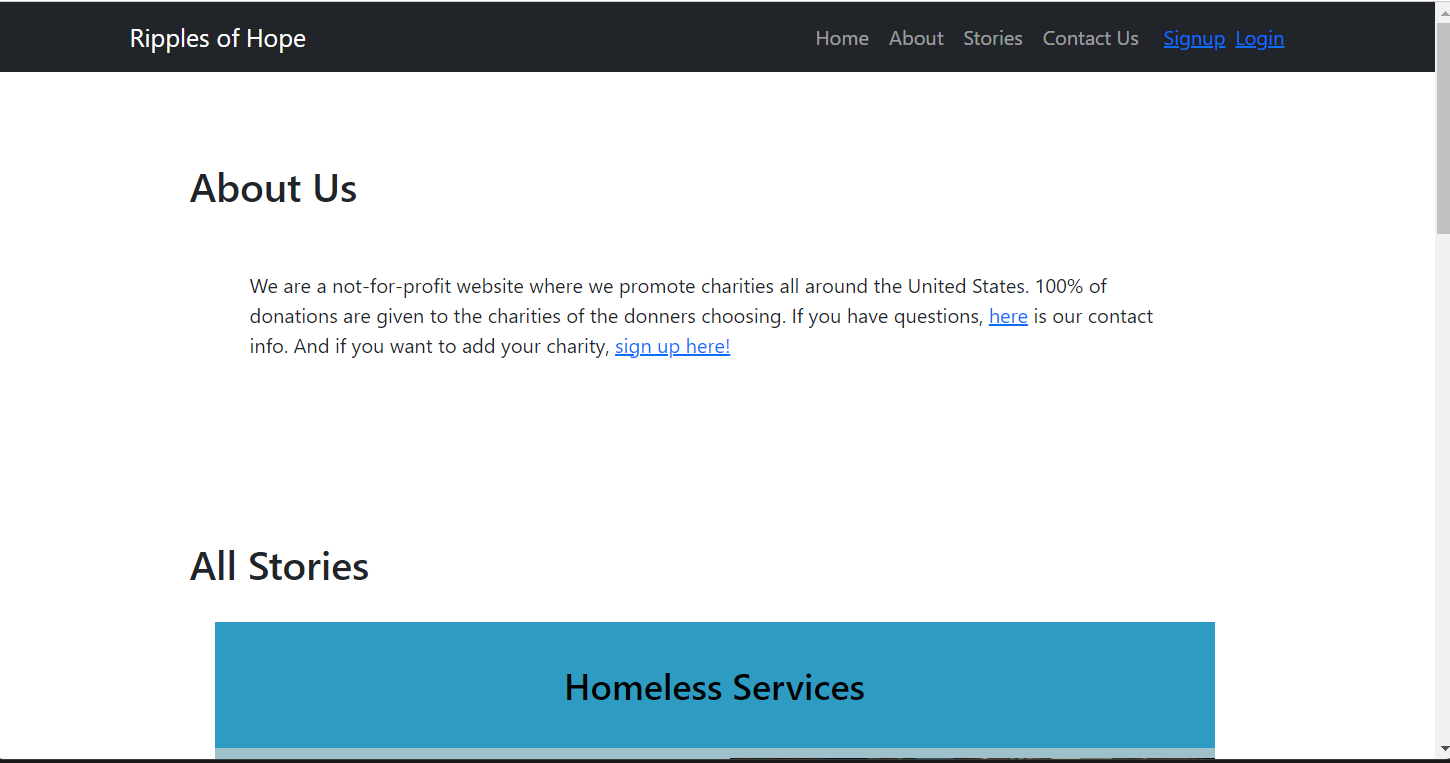 Ripples of Hope Home About Stories Contact Us Signup Login
About Us
We are a not-for-profit website where we promote charities all around the United States. 100% of
donations are given to the charities of the donners choosing. If you have questions, here is our contact
info. And if you want to add your charity, sign up here!
All Stories
Homeless Services